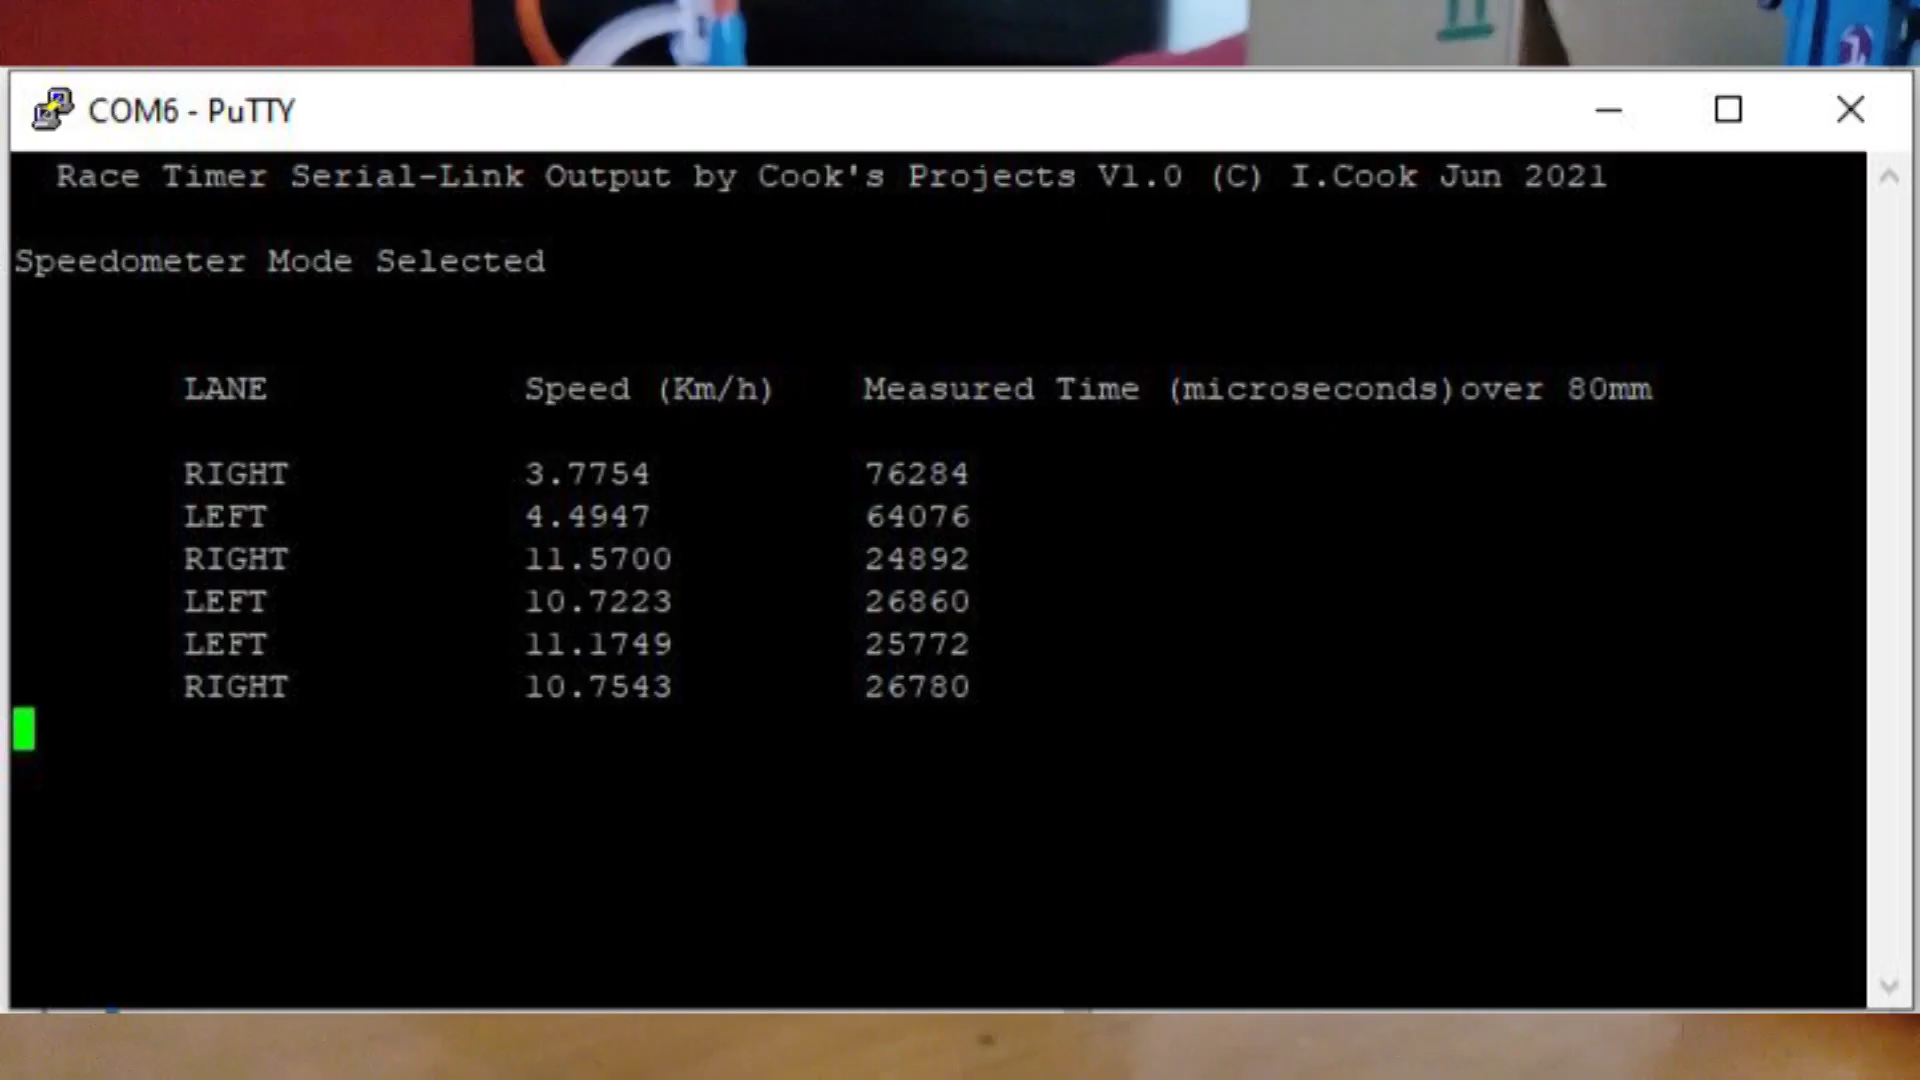 COM6 - PuTTY
Race Timer Serial-Link Output by Cook's Projects V1.0 (C) I.Cook Jun 2021
Speedometer Mode Selected
LANE Speed (Km/h) Measured Time (microseconds)over 80mm
RIGHT 3.7754 76284
LEFT 4.4947 64076
RIGHT 11.5700 24892
LEFT 10.7223 26860
LEFT 11.1749 25772
RIGHT 10.7543 26780